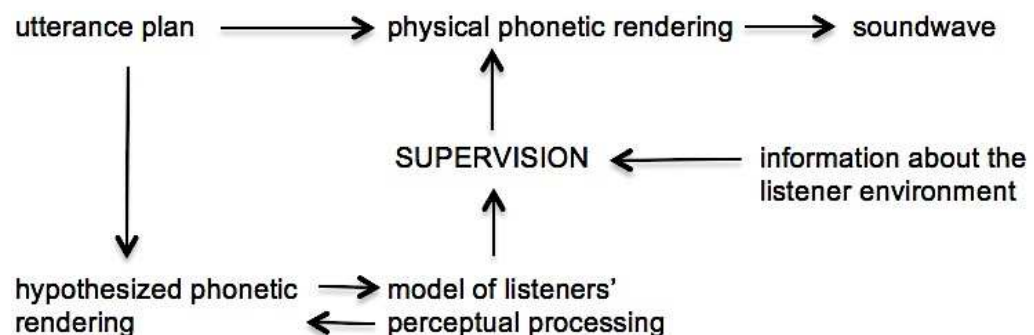 utterance plan
physical phonetic rendering
soundwave
SUPERVISION
information about the
listener environment
hypothesized phonetic
rendering
model of listeners’
perceptual processing